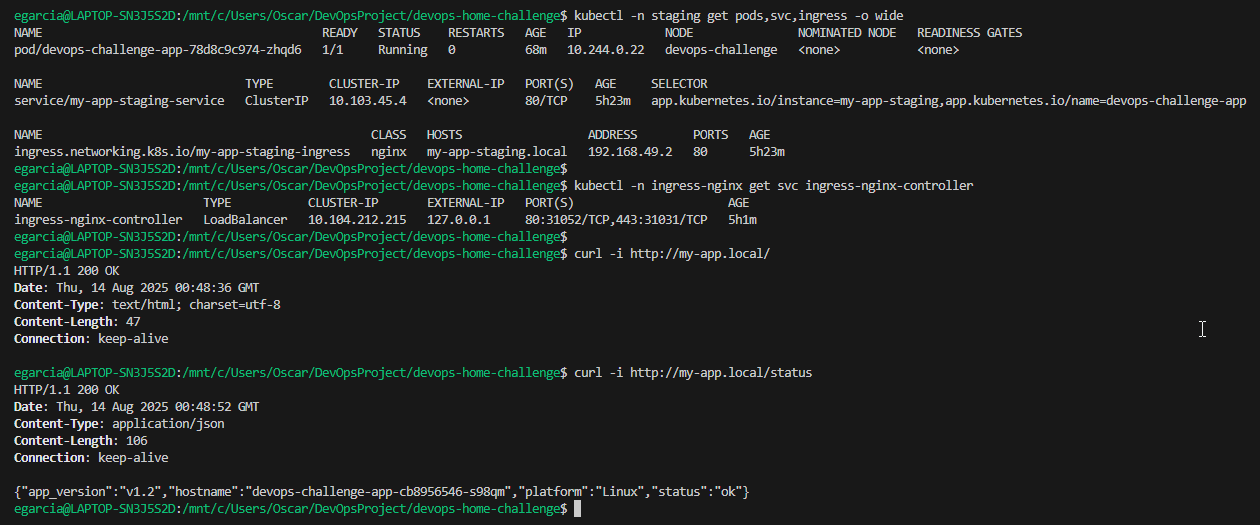 egarcia@LAPTOP-SN3J5S2D:/mnt/c/Users/Oscar/DevOpsProject/devops-home-challenge$ kubectl -n staging get pods,svc,ingress -o wide
NAME READY STATUS RESTARTS AGE IP NODE NOMINATED NODE READINESS GATES
pod/devops-challenge-app-78d8c9c974-zhqd6 1/1 Running 0 68m 10.244.0.22 devops-challenge <none> <none>
NAME TYPE CLUSTER-IP EXTERNAL-IP PORT(S) AGE SELECTOR
service/my-app-staging-service ClusterIP 10.103.45.4 <none> 80/TCP 5h23m app.kubernetes.io/instance=my-app-staging,app.kubernetes.io/name=devops-challenge-app
NAME CLASS HOSTS ADDRESS PORTS AGE
ingress.networking.k8s.io/my-app-staging-ingress nginx my-app-staging.local 192.168.49.2 80 5h23m
egarcia@LAPTOP-SN3J5S2D:/mnt/c/Users/Oscar/DevOpsProject/devops-home-challenge$
egarcia@LAPTOP-SN3J5S2D:/mnt/c/Users/Oscar/DevOpsProject/devops-home-challenge$ kubectl -n ingress-nginx get svc ingress-nginx-controller
NAME TYPE CLUSTER-IP EXTERNAL-IP PORT(S) AGE
ingress-nginx-controller LoadBalancer 10.104.212.215 127.0.0.1 80:31052/TCP,443:31031/TCP 5h1m
egarcia@LAPTOP-SN3J5S2D:/mnt/c/Users/Oscar/DevOpsProject/devops-home-challenge$
egarcia@LAPTOP-SN3J5S2D:/mnt/c/Users/Oscar/DevOpsProject/devops-home-challenge$ curl -i http://my-app.local/
HTTP/1.1 200 OK
Date: Thu, 14 Aug 2025 00:48:36 GMT
Content-Type: text/html; charset=utf-8
Content-Length: 47
Connection: keep-alive
egarcia@LAPTOP-SN3J5S2D:/mnt/c/Users/Oscar/DevOpsProject/devops-home-challenge$ curl -i http://my-app.local/status
HTTP/1.1 200 OK
Date: Thu, 14 Aug 2025 00:48:52 GMT
Content-Type: application/json
Content-Length: 106
Connection: keep-alive
{"app_version":"v1.2","hostname":"devops-challenge-app-cb8956546-s98qm","platform":"Linux","status":"ok"}
egarcia@LAPTOP-SN3J5S2D:/mnt/c/Users/Oscar/DevOpsProject/devops-home-challenge$